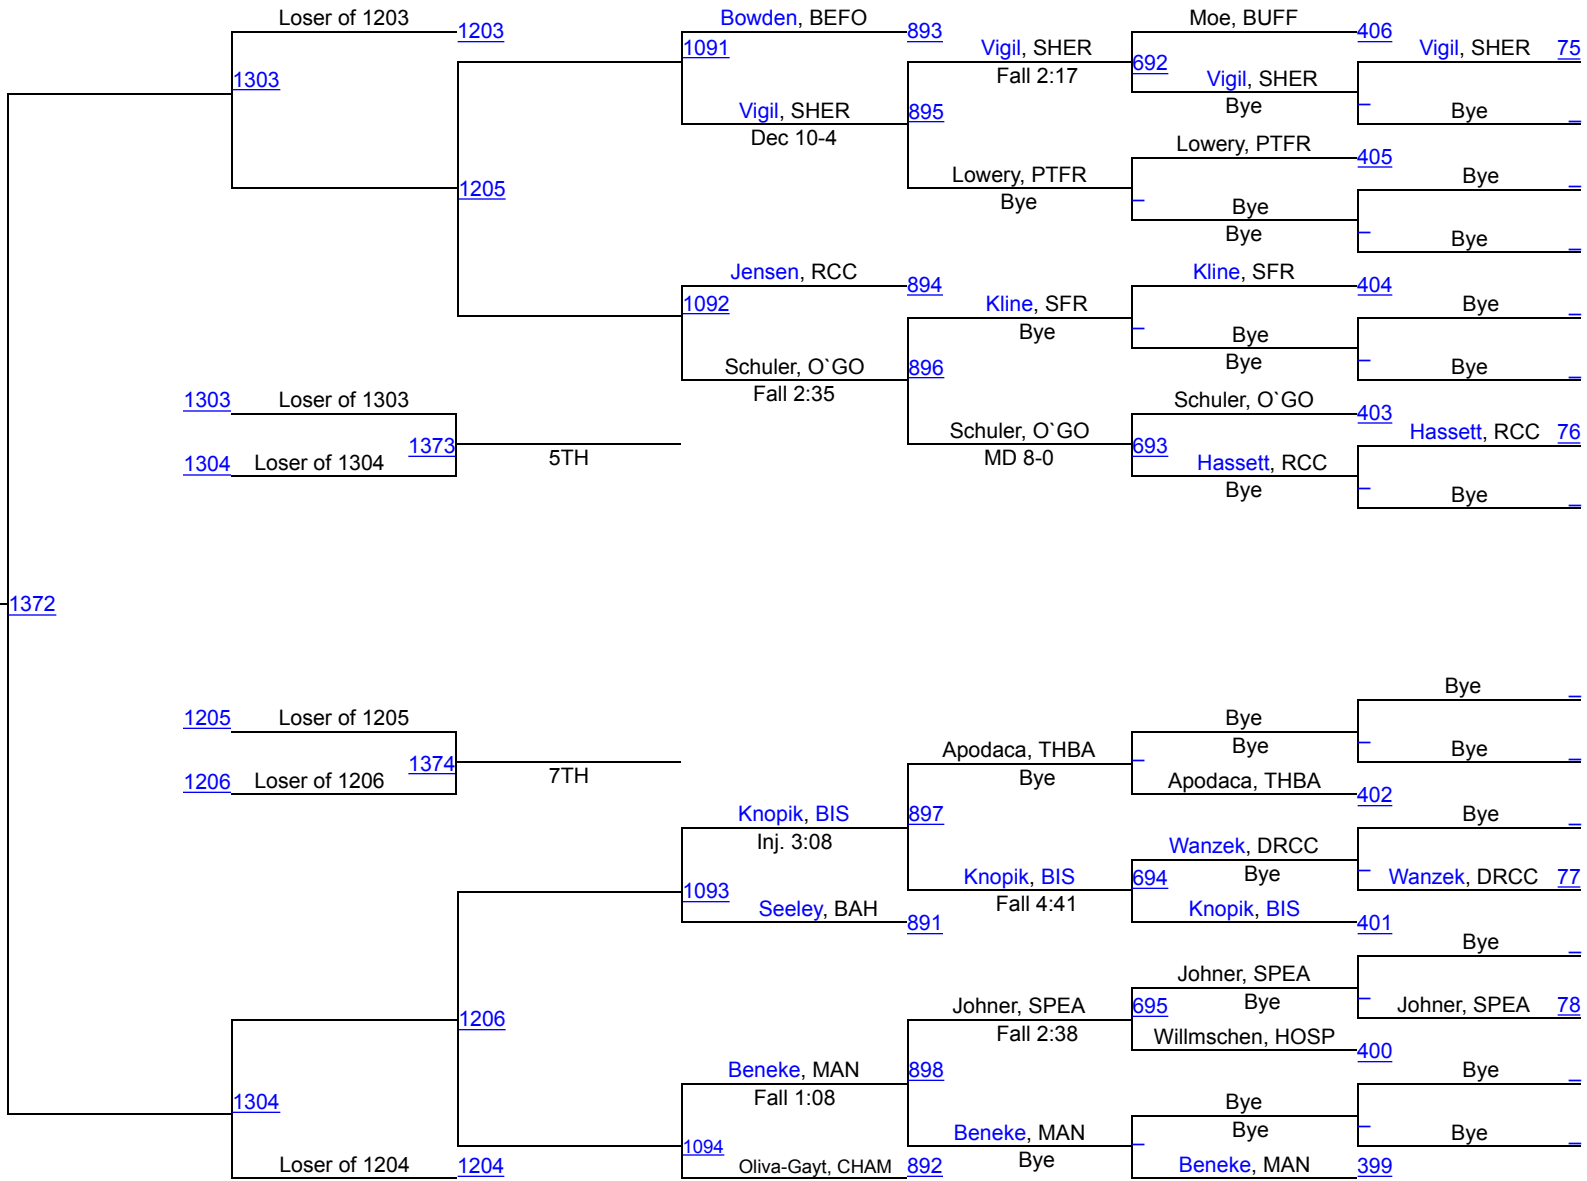 Loser of 1203
1203
1303
Bowden, BEFO
893
1091
Vigil, SHER
Dec 10-4
895
Vigil, SHER
Fall 2:17
Moe, BUFF
406
692
Vigil, SHER
Bye
Vigil, SHER 75
Bye
Lowery, PTFR
405
Lowery, PTFR
Bye
Bye
Bye
Bye
Bye
1205
Jensen, RCC
894
1092
Schuler, O`GO
Fall 2:35
896
Kline, SFR
Bye
Kline, SFR
404
Bye
Bye
Bye
Bye
Schuler, O`GO
403
Schuler, O`GO
MD 8-0
693
Hassett, RCC
Bye
Hassett, RCC 76
Bye
1303 Loser of 1303
1373
5TH
1304 Loser of 1304
1372
1205 Loser of 1205
1374
7TH
1206 Loser of 1206
Bye
Bye
Bye
Bye
Apodaca, THBA
Bye
Apodaca, THBA
402
Knopik, BIS
Inj. 3:08
897
Bye
Wanzek, DRCC
Bye
Wanzek, DRCC 77
Knopik, BIS
Fall 4:41
694
Knopik, BIS
401
1093
Seeley, BAH
891
1206
Bye
Johner, SPEA
Bye
Johner, SPEA 78
Johner, SPEA
Fall 2:38
695
Willmschen, HOSP
400
Beneke, MAN
Fall 1:08
898
Bye
Bye
Bye
Bye
Beneke, MAN
Bye
Beneke, MAN
399
1304
1094
Oliva-Gayt, CHAM 892
Loser of 1204
1204